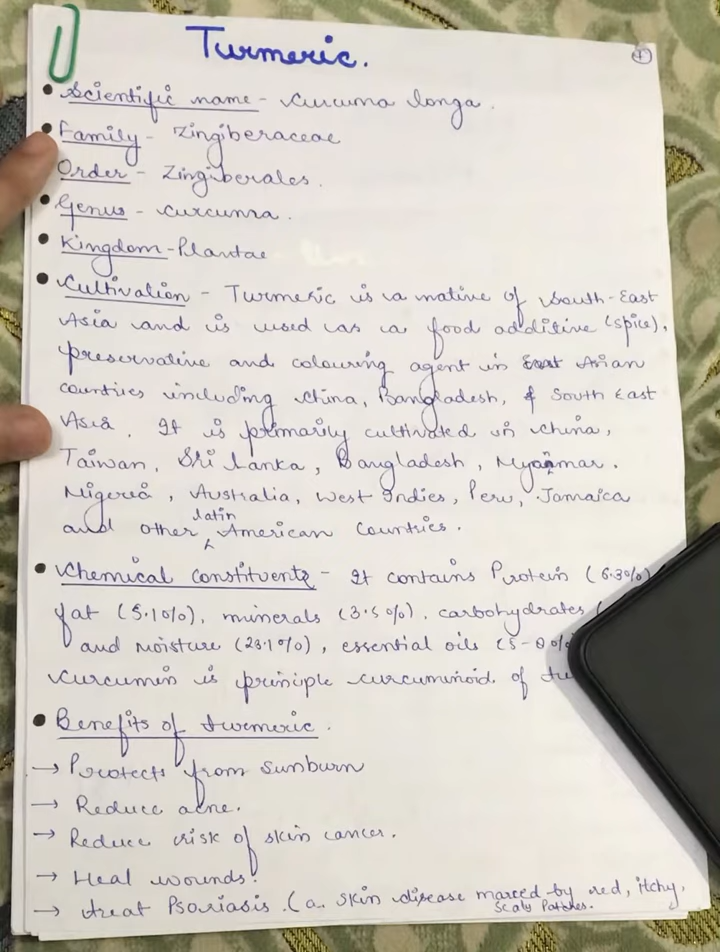 Turmeric.
• Scientific name - Curcuma longa.
• Family - Zingiberaceae
Order - Zingiberales.
• Genus - Curcuma.
• Kingdom - Plantae
• Cultivation - Turmeric is a native of South-East
Asia and is used as a food additive (spice),
preservative and colouring agent in Asian
countries including China, Bangladesh, & South East
Asia. It is primarily cultivated in China,
Taiwan, Sri Lanka, Bangladesh, Myanmar,
Nigeria, Australia, West Indies, Peru, Jamaica
and other latin American Countries.
• Chemical constituents - It contains Protein (6.3%)
fat (5.1%), minerals (3.5%), carbohydrates (
and Moisture (23.1%), essential oils (5-
Curcumin is principle curcuminoid of
• Benefits of turmeric.
→ Protects from sunburn
→ Reduce acne.
→ Reduce risk of skin cancer.
→ Heal wounds.
→ treat Psoriasis. (a skin disease marced by red, itchy,
Scaly Patches.